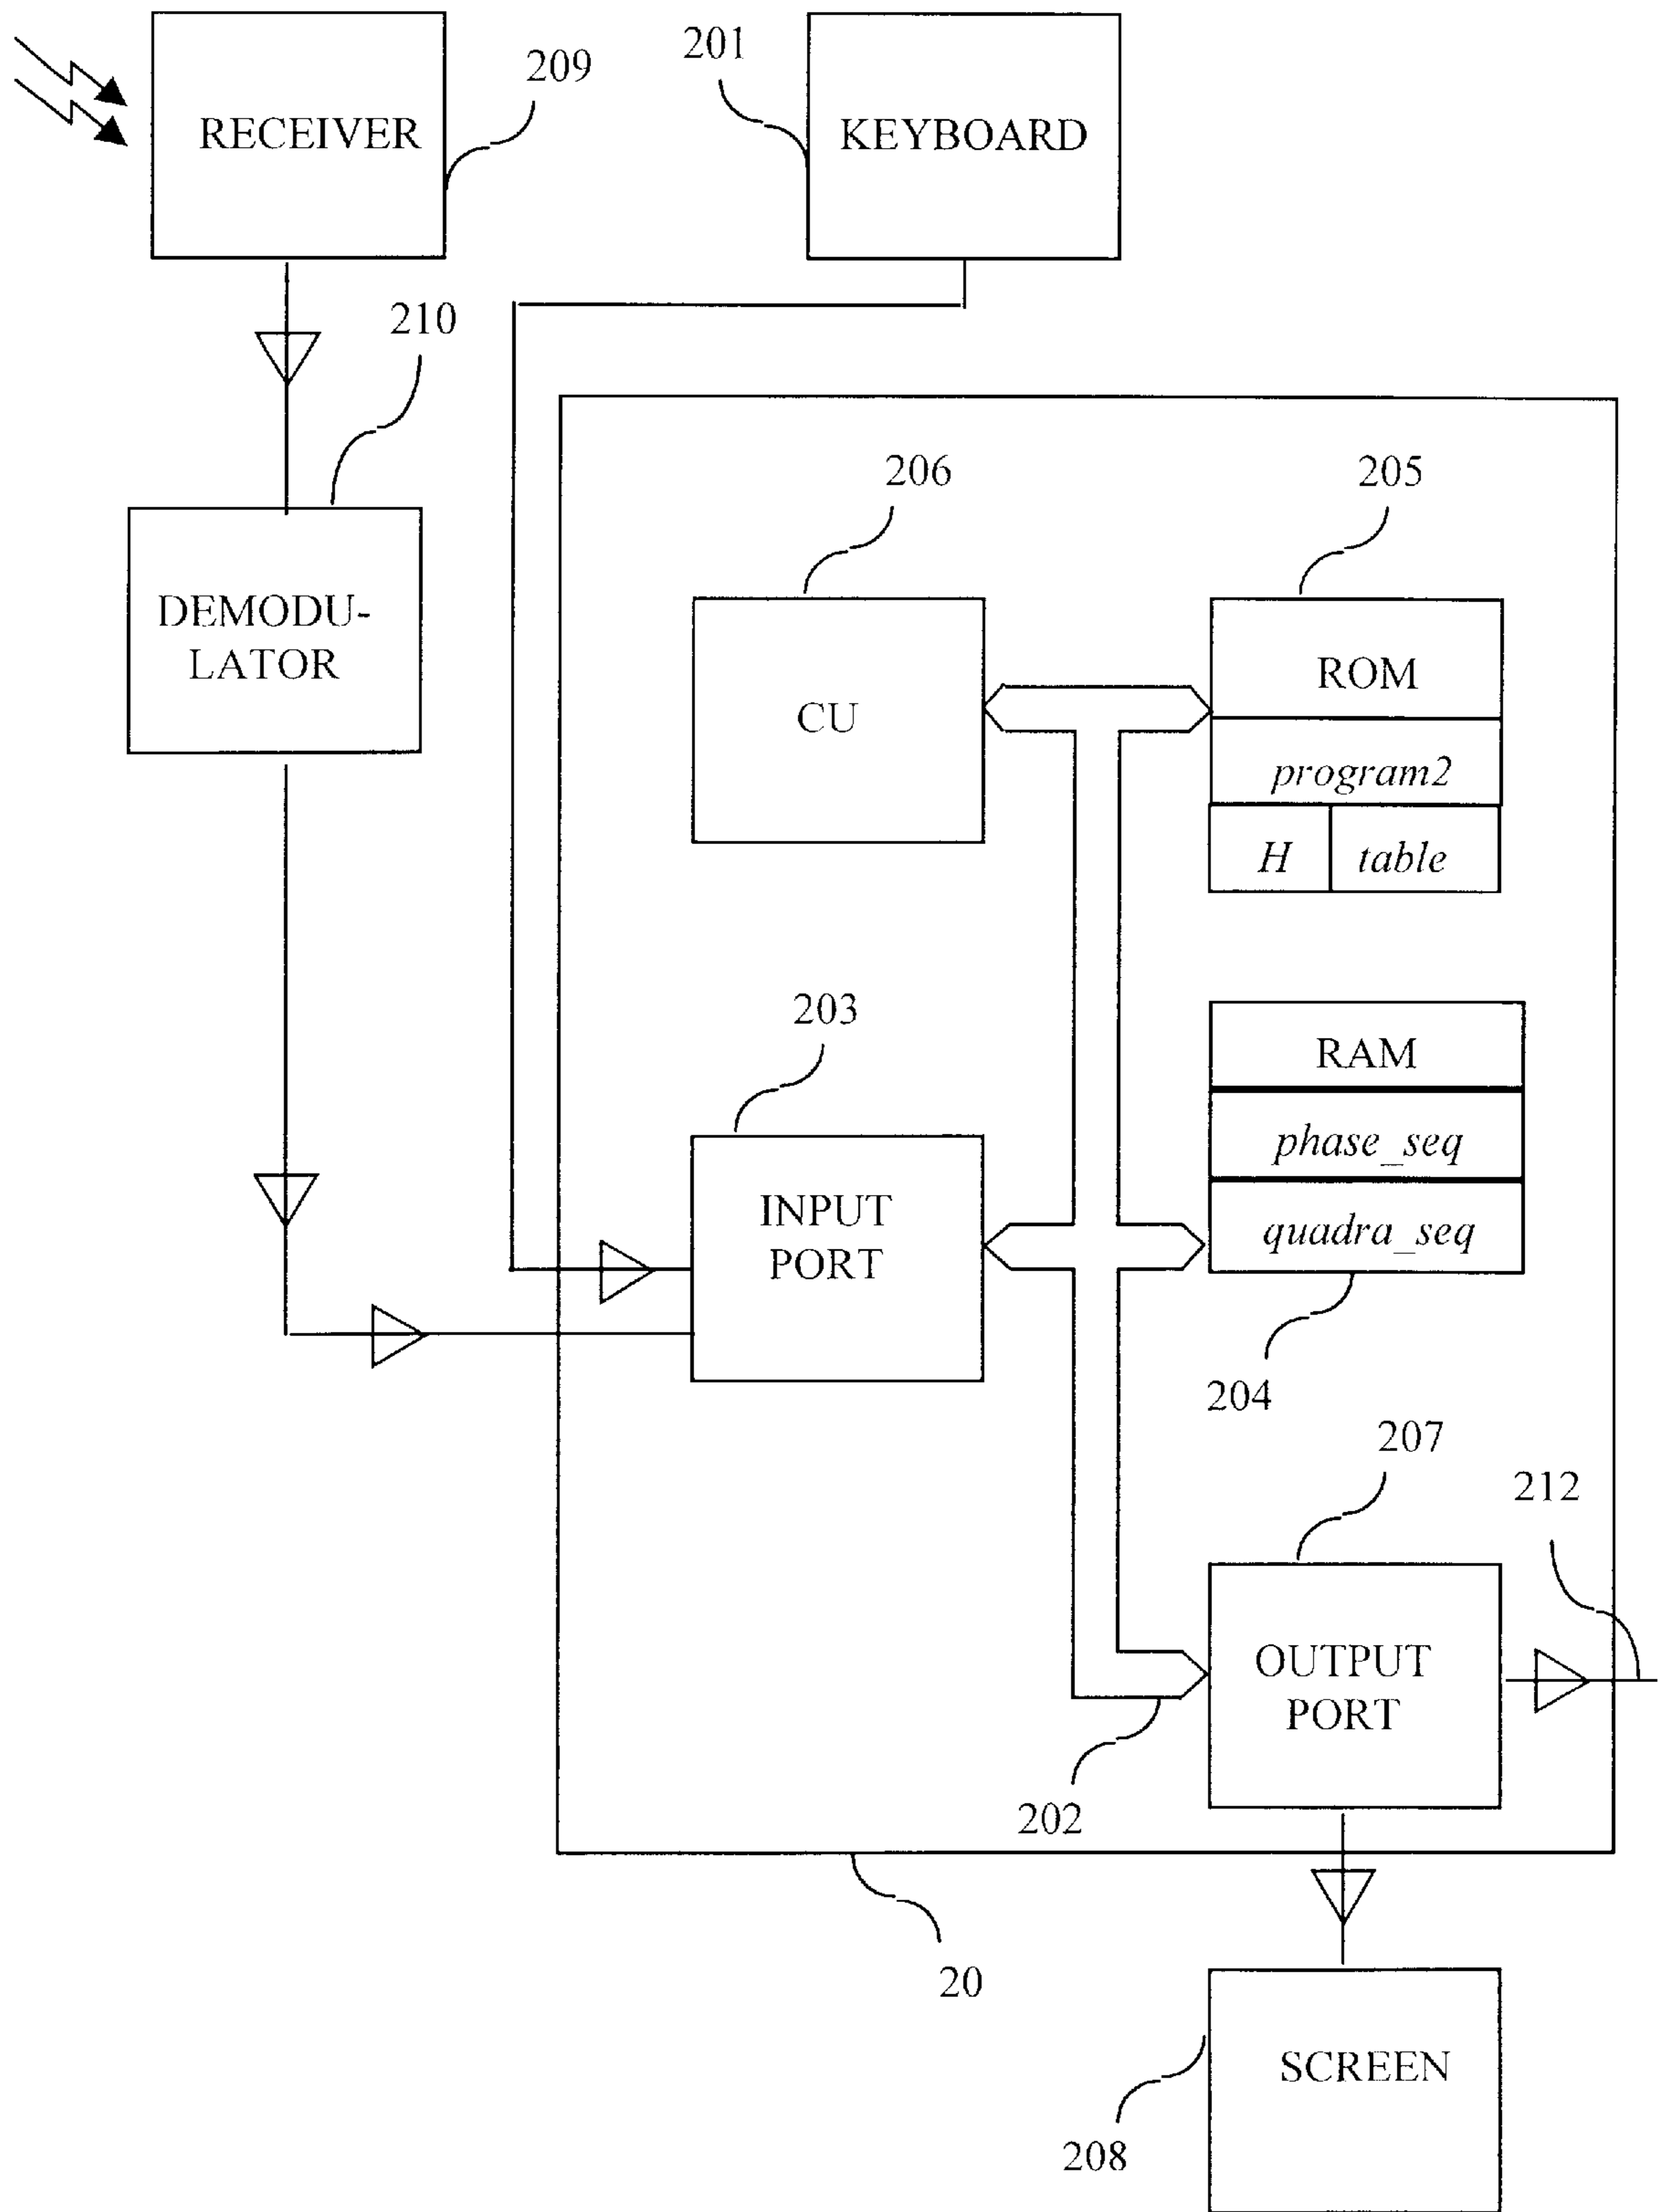 209
201
RECEIVER
KEYBOARD
210
206
205
DEMODU-
LATOR
CU
ROM
program2
H
table
203
RAM
phase_seq
quadra_seq
INPUT
PORT
204
207
212
OUTPUT
PORT
202
20
SCREEN
208